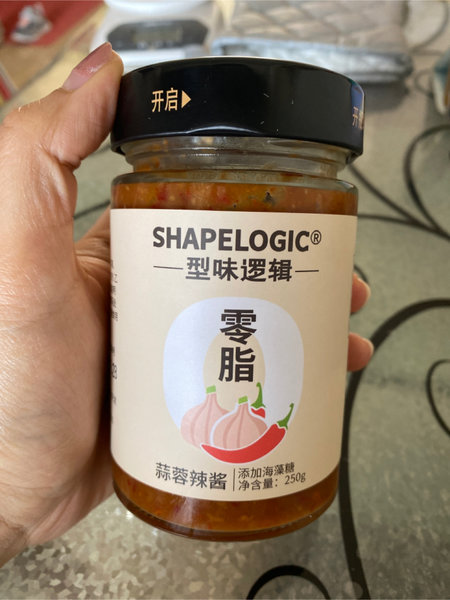 开启▶
开
SHAPELOGIC®
型味逻辑
零
脂
蒜蓉辣酱
添加海藻糖
净含量：250g